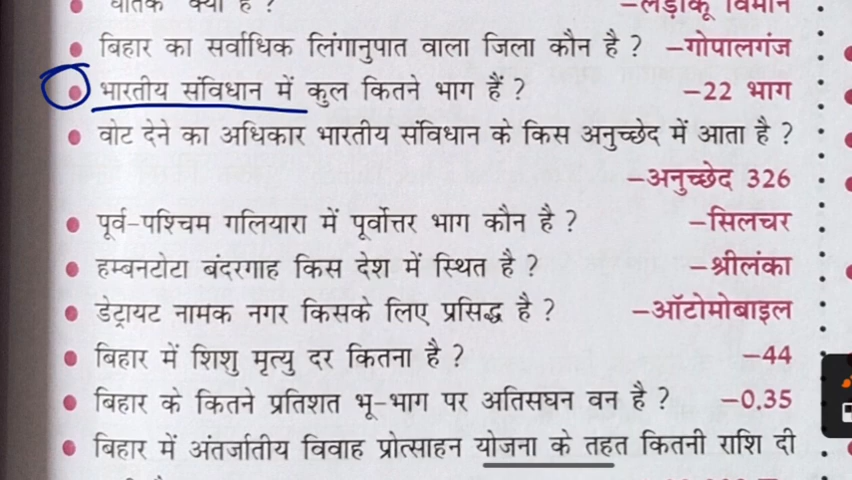 घातक क्या है ? –लड़ाकू विमान
बिहार का सर्वाधिक लिंगानुपात वाला जिला कौन है ? –गोपालगंज
भारतीय संविधान में कुल कितने भाग हैं ? –22 भाग
वोट देने का अधिकार भारतीय संविधान के किस अनुच्छेद में आता है ?
–अनुच्छेद 326
पूर्व-पश्चिम गलियारा में पूर्वोत्तर भाग कौन है ? –सिलचर
हम्बनटोटा बंदरगाह किस देश में स्थित है ? –श्रीलंका
डेट्रायट नामक नगर किसके लिए प्रसिद्ध है ? –ऑटोमोबाइल
बिहार में शिशु मृत्यु दर कितना है ? –44
बिहार के कितने प्रतिशत भू-भाग पर अतिसघन वन है ? –0.35
बिहार में अंतर्जातीय विवाह प्रोत्साहन योजना के तहत कितनी राशि दी